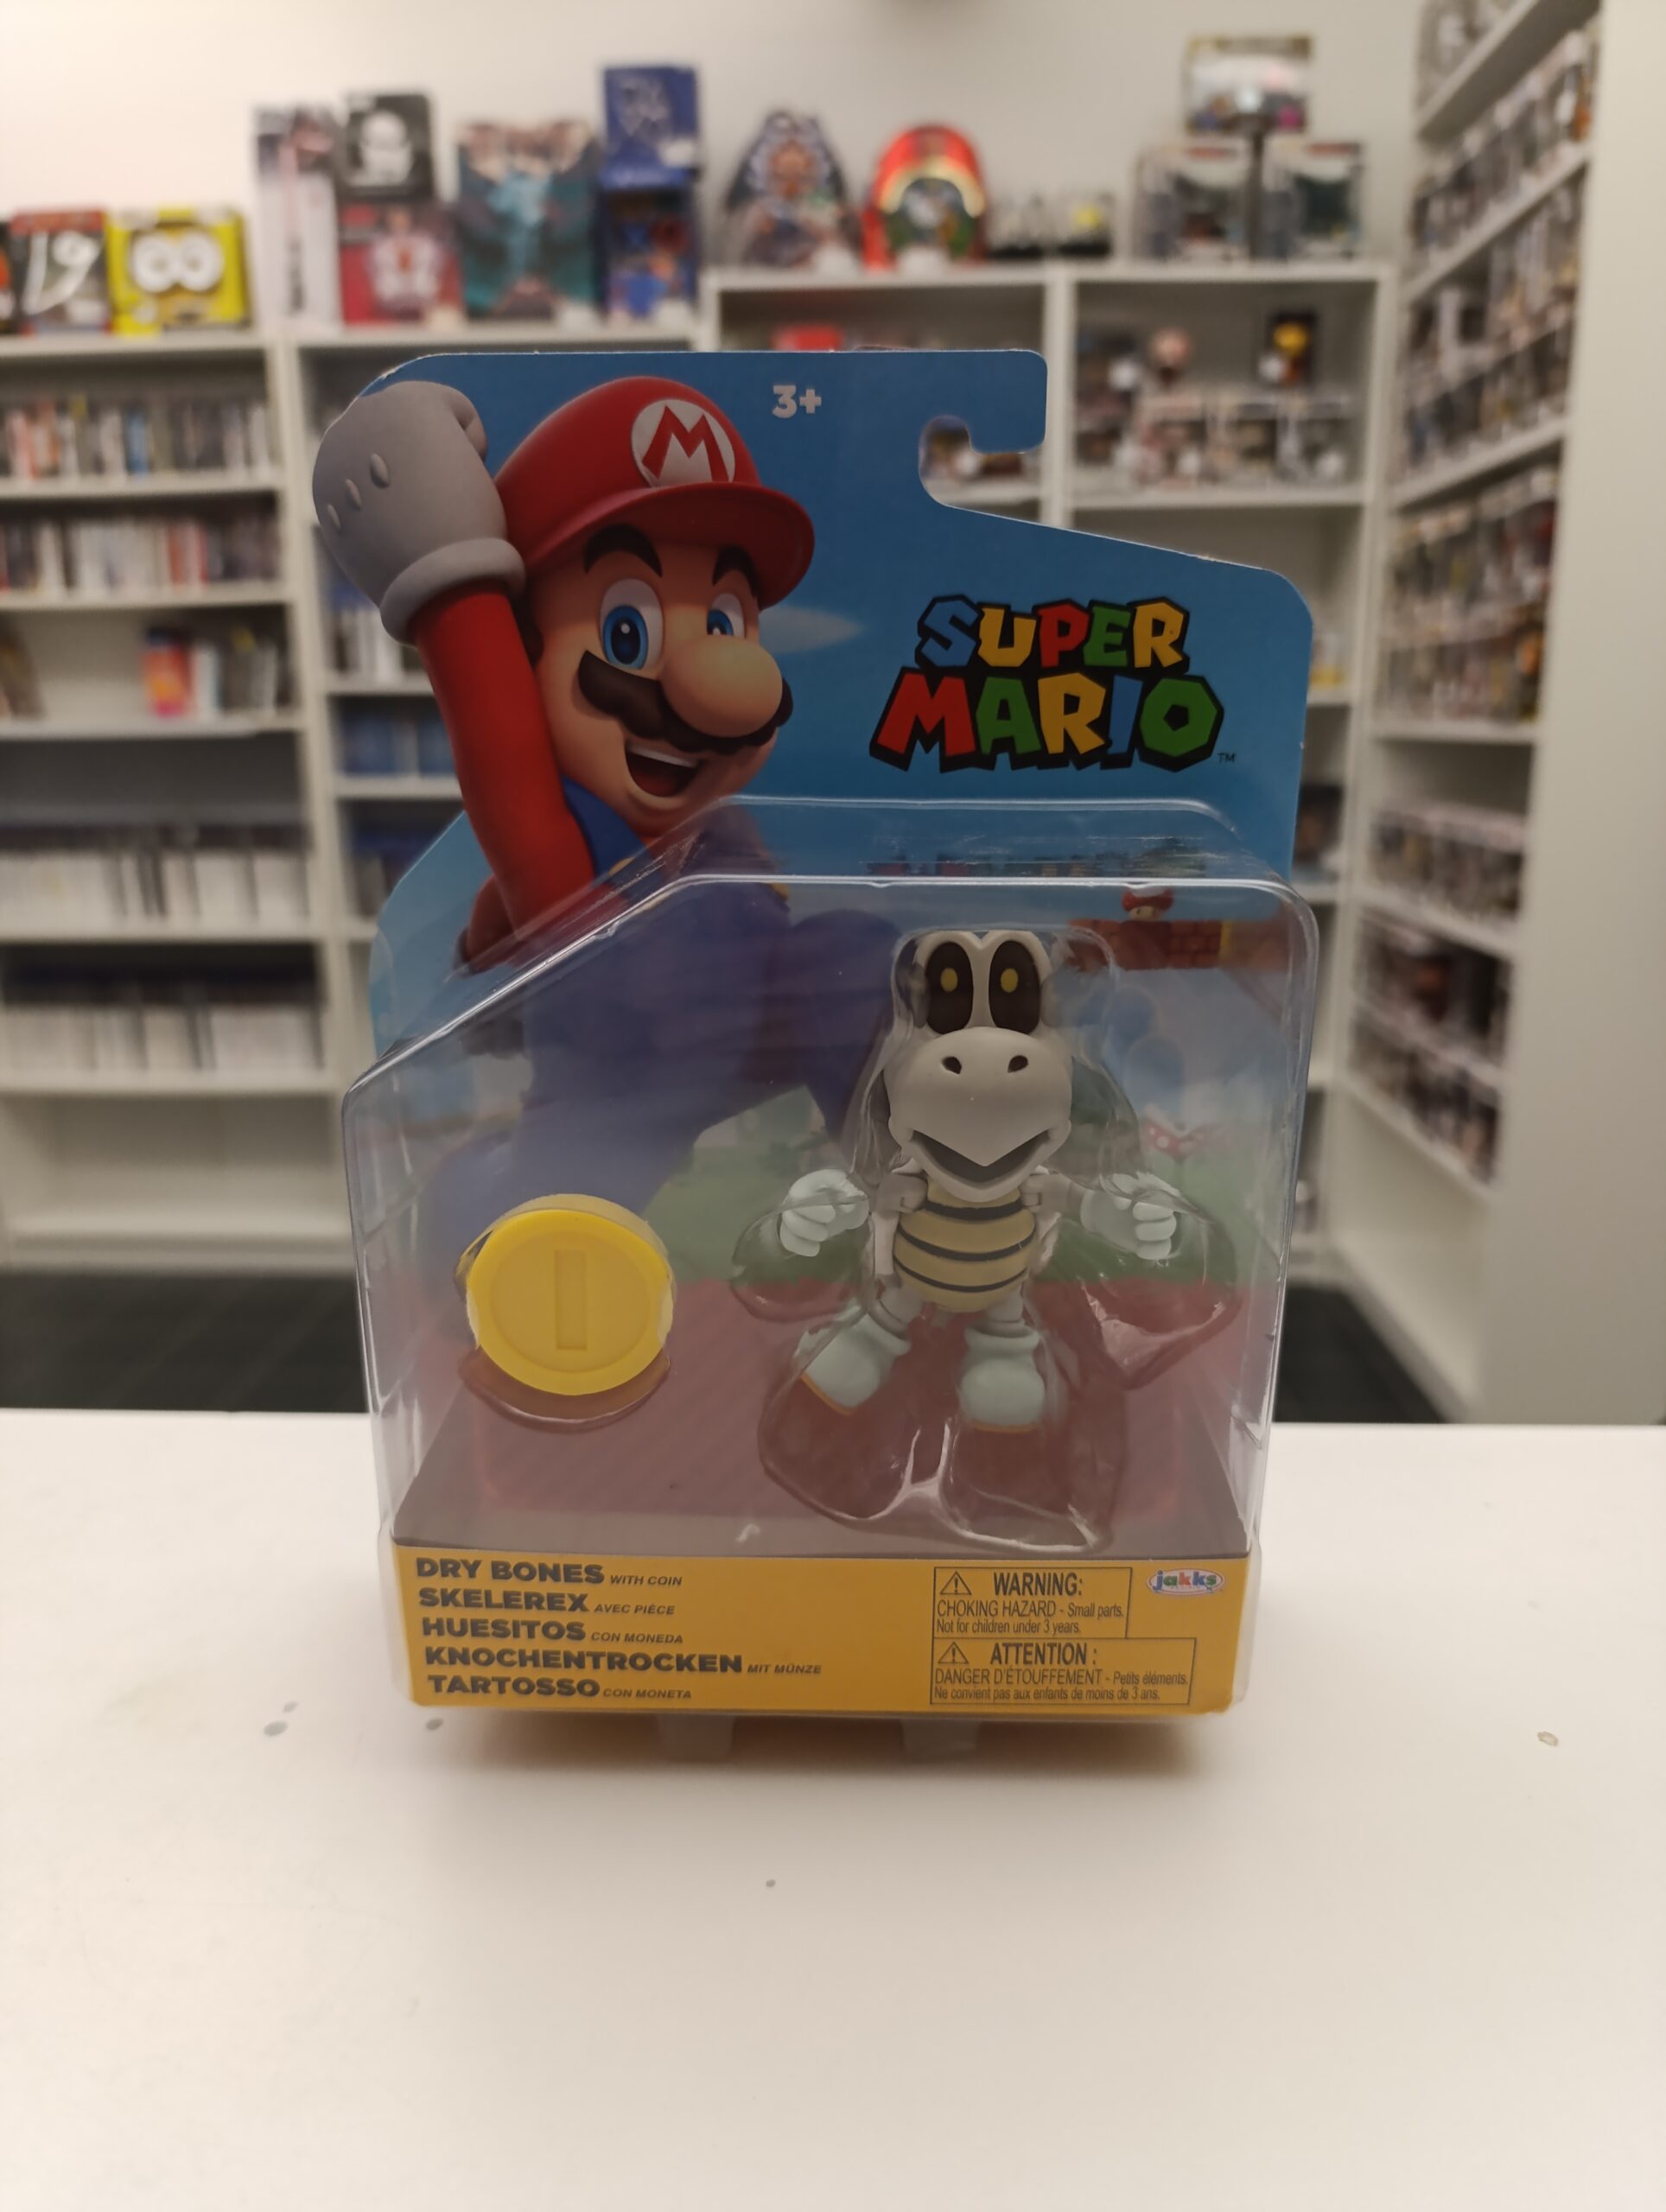 19
3+
M
SUPER
MARIO
TM
DRY BONES WITH COIN
SKELEREX AVEC PIÈCE
HUESITOS CON MONEDA
KNOCHENTROCKEN MIT MÜNZE
TARTOSSO CON MONETA
WARNING:
CHOKING HAZARD - Small parts.
Not for children under 3 years.
ATTENTION :
DANGER D'ÉTOUFFEMENT - Petits éléments.
Ne convient pas aux enfants de moins de 3 ans.
jakks